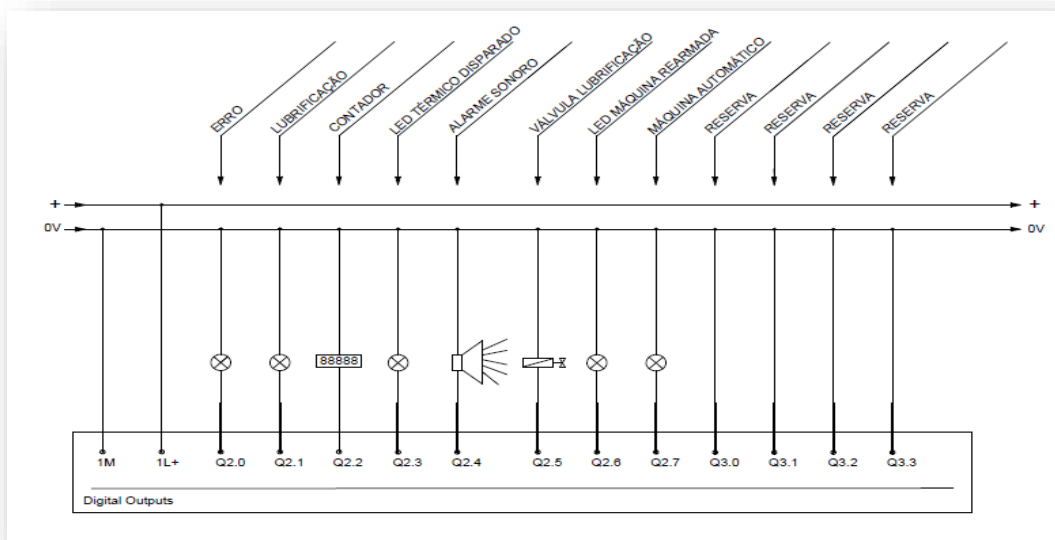 ERRO
LUBRIFICAÇÃO
CONTADOR
LED TÉRMICO DISPARADO
ALARME SONORO
VÁLVULA LUBRIFICAÇÃO
LED MÁQUINA REARMADA
MÁQUINA AUTOMÁTICO
RESERVA
RESERVA
RESERVA
RESERVA
+ +
0V 0V
88888
1M 1L+ Q2.0 Q2.1 Q2.2 Q2.3 Q2.4 Q2.5 Q2.6 Q2.7 Q3.0 Q3.1 Q3.2 Q3.3
Digital Outputs